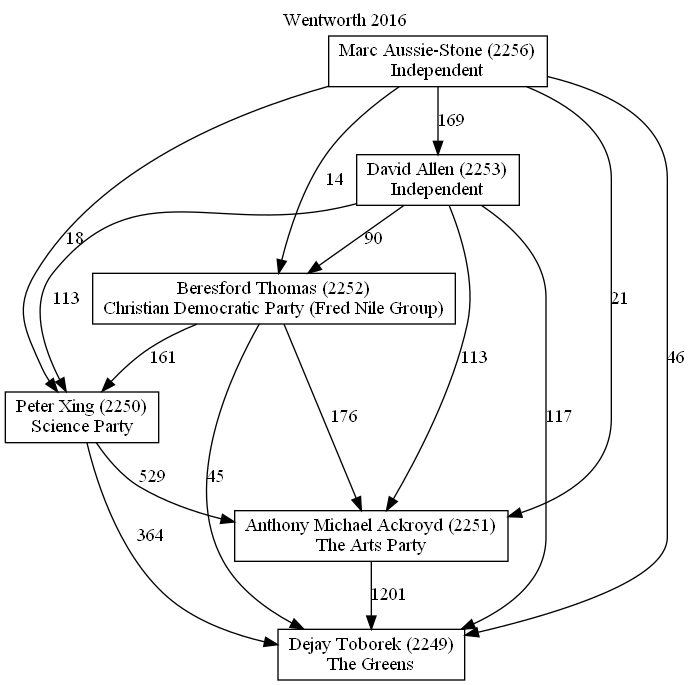 Wentworth 2016
Marc Aussie-Stone (2256)
Independent
169
David Allen (2253)
Independent
14
18
90
21
46
113
113
117
Beresford Thomas (2252)
Christian Democratic Party (Fred Nile Group)
161
176
45
Peter Xing (2250)
Science Party
529
364
Anthony Michael Ackroyd (2251)
The Arts Party
1201
Dejay Toborek (2249)
The Greens